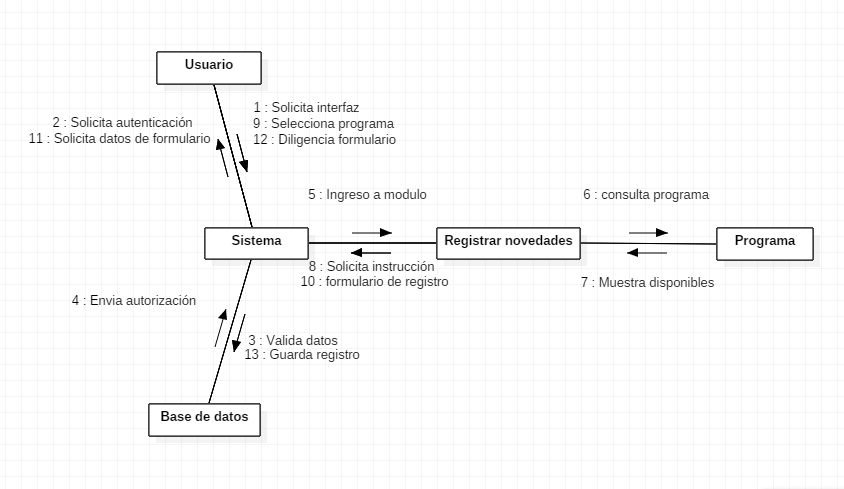 Usuario
1 : Solicita interfaz
2 : Solicita autenticación
9 : Selecciona programa
11 : Solicita datos de formulario
12 : Diligencia formulario
5 : Ingreso a modulo
6 : consulta programa
Sistema
Registrar novedades
Programa
8 : Solicita instrucción
10 : formulario de registro
7 : Muestra disponibles
4 : Envia autorización
3 : Valida datos
13 : Guarda registro
Base de datos